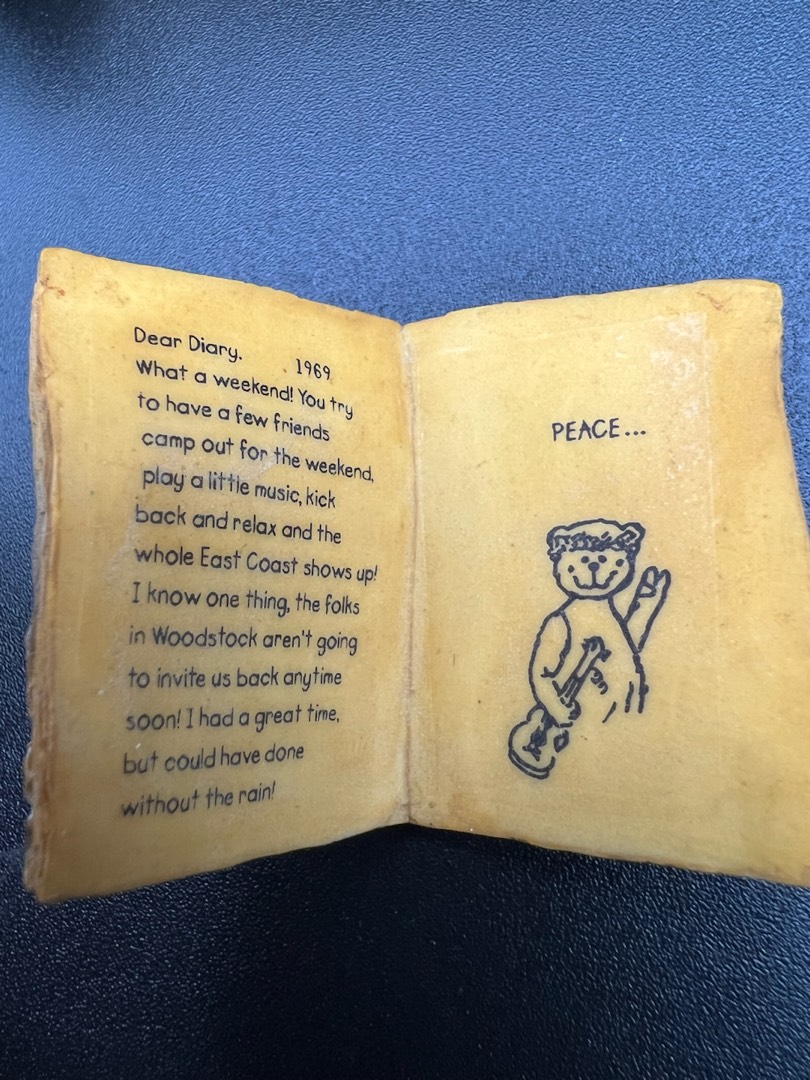 Dear Diary. 1969
What a weekend! You try
to have a few friends
camp out for the weekend,
play a little music, kick
back and relax and the
whole East Coast shows up!
I know one thing, the folks
in Woodstock aren't going
to invite us back anytime
soon! I had a great time,
but could have done
without the rain!
PEACE...